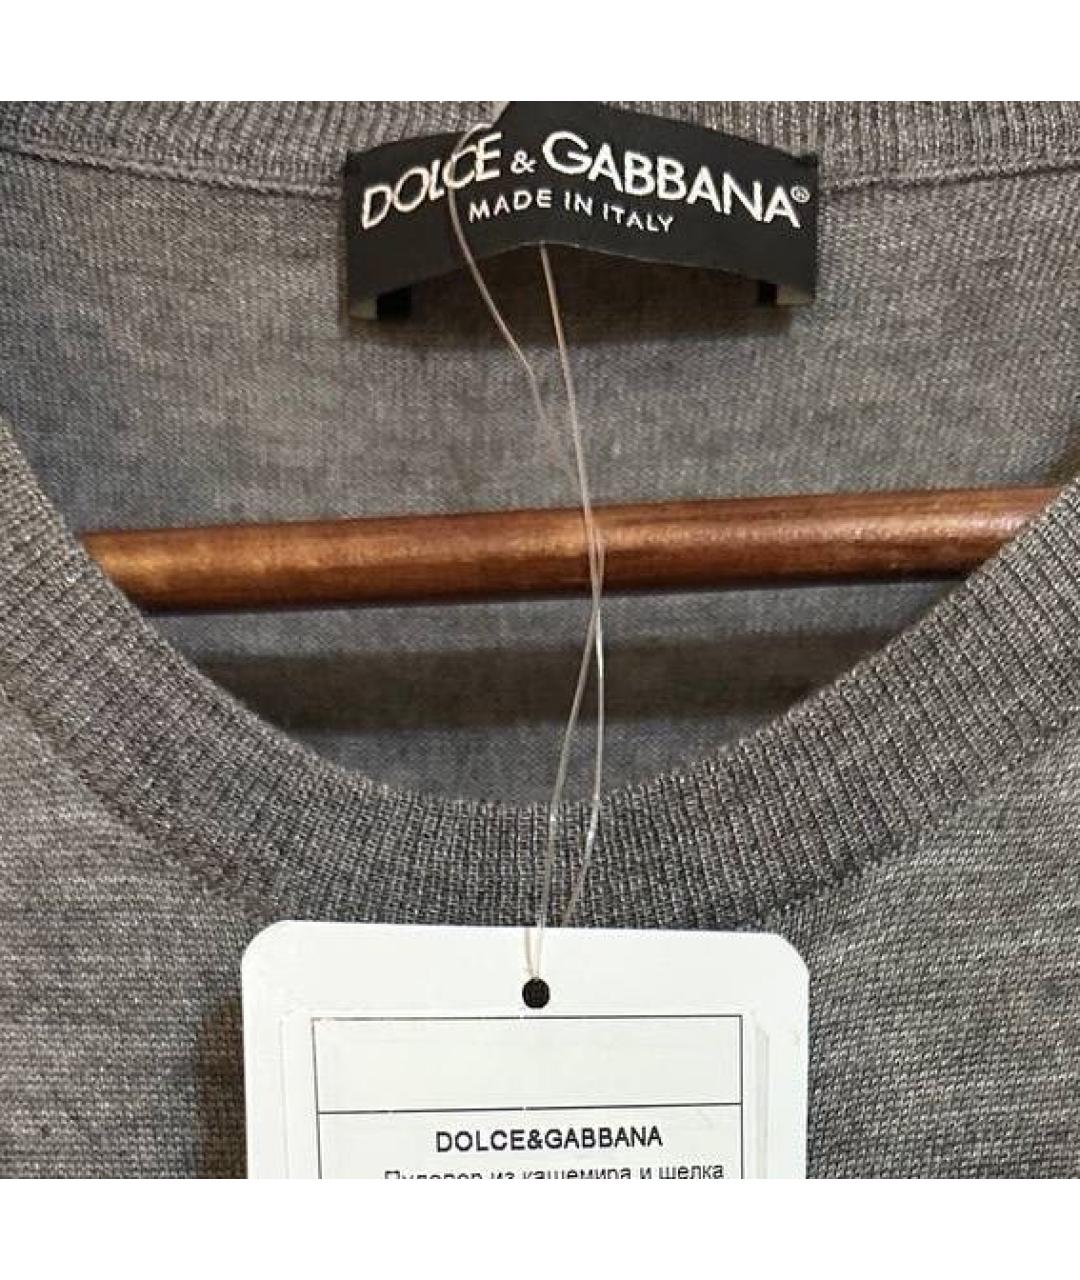 DOLCE & GABBANA®
MADE IN ITALY
DOLCE&GABBANA
Пуловер из кашемира и шелка